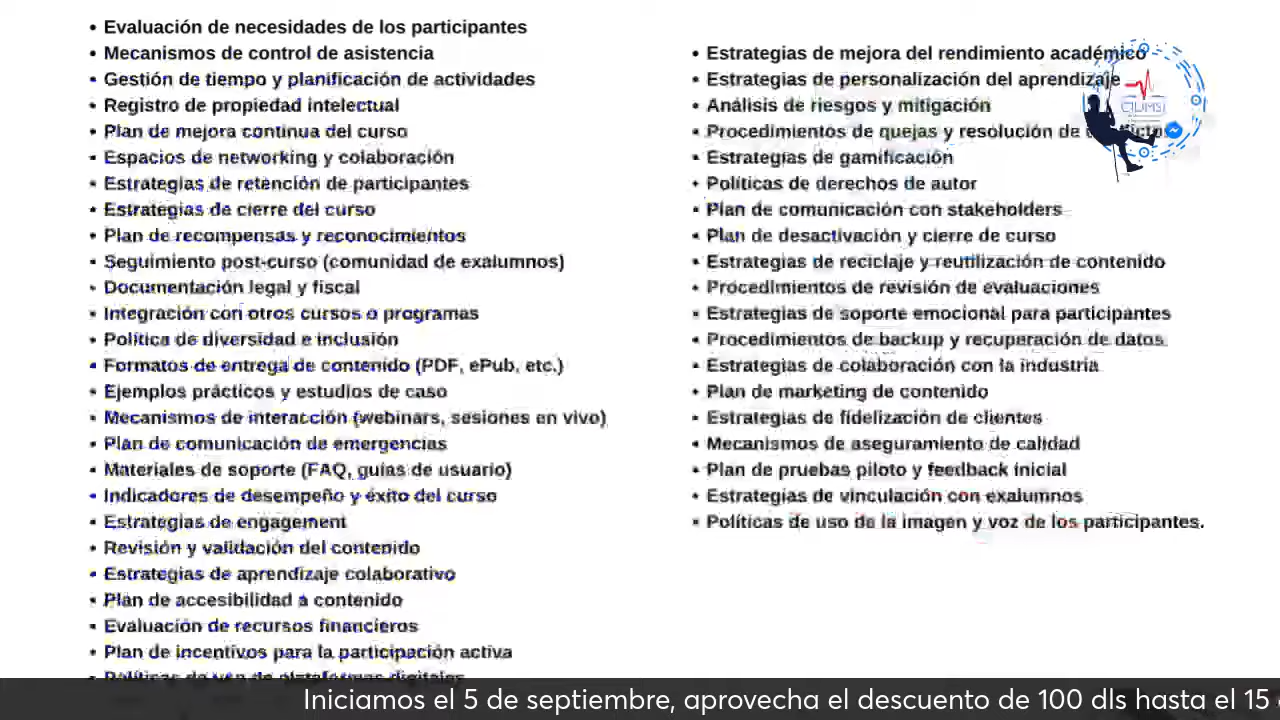 • Evaluación de necesidades de los participantes
• Mecanismos de control de asistencia
• Gestión de tiempo y planificación de actividades
• Registro de propiedad intelectual
• Plan de mejora continua del curso
• Espacios de networking y colaboración
• Estrategias de retención de participantes
• Estrategias de cierre del curso
• Plan de recompensas y reconocimientos
• Seguimiento post-curso (comunidad de exalumnos)
• Documentación legal y fiscal
• Integración con otros cursos o programas
• Política de diversidad e inclusión
• Formatos de entrega de contenido (PDF, ePub, etc.)
• Ejemplos prácticos y estudios de caso
• Mecanismos de interacción (webinars, sesiones en vivo)
• Plan de comunicación de emergencias
• Materiales de soporte (FAQ, guías de usuario)
• Indicadores de desempeño y éxito del curso
• Estrategias de engagement
• Revisión y validación del contenido
• Estrategias de aprendizaje colaborativo
• Plan de accesibilidad a contenido
• Evaluación de recursos financieros
• Plan de incentivos para la participación activa
• Políticas de uso de plataformas digitales
• Estrategias de mejora del rendimiento académico
• Estrategias de personalización del aprendizaje
• Análisis de riesgos y mitigación
• Procedimientos de quejas y resolución de
• Estrategias de gamificación
• Políticas de derechos de autor
• Plan de comunicación con stakeholders
• Plan de desactivación y cierre de curso
• Estrategias de reciclaje y reutilización de contenido
• Procedimientos de revisión de evaluaciones
• Estrategias de soporte emocional para participantes
• Procedimientos de backup y recuperación de datos
• Estrategias de colaboración con la industria
• Plan de marketing de contenido
• Estrategias de fidelización de clientes
• Mecanismos de aseguramiento de calidad
• Plan de pruebas piloto y feedback inicial
• Estrategias de vinculación con exalumnos
• Políticas de uso de la imagen y voz de los participantes.
Iniciamos el 5 de septiembre, aprovecha el descuento de 100 dls hasta el 15